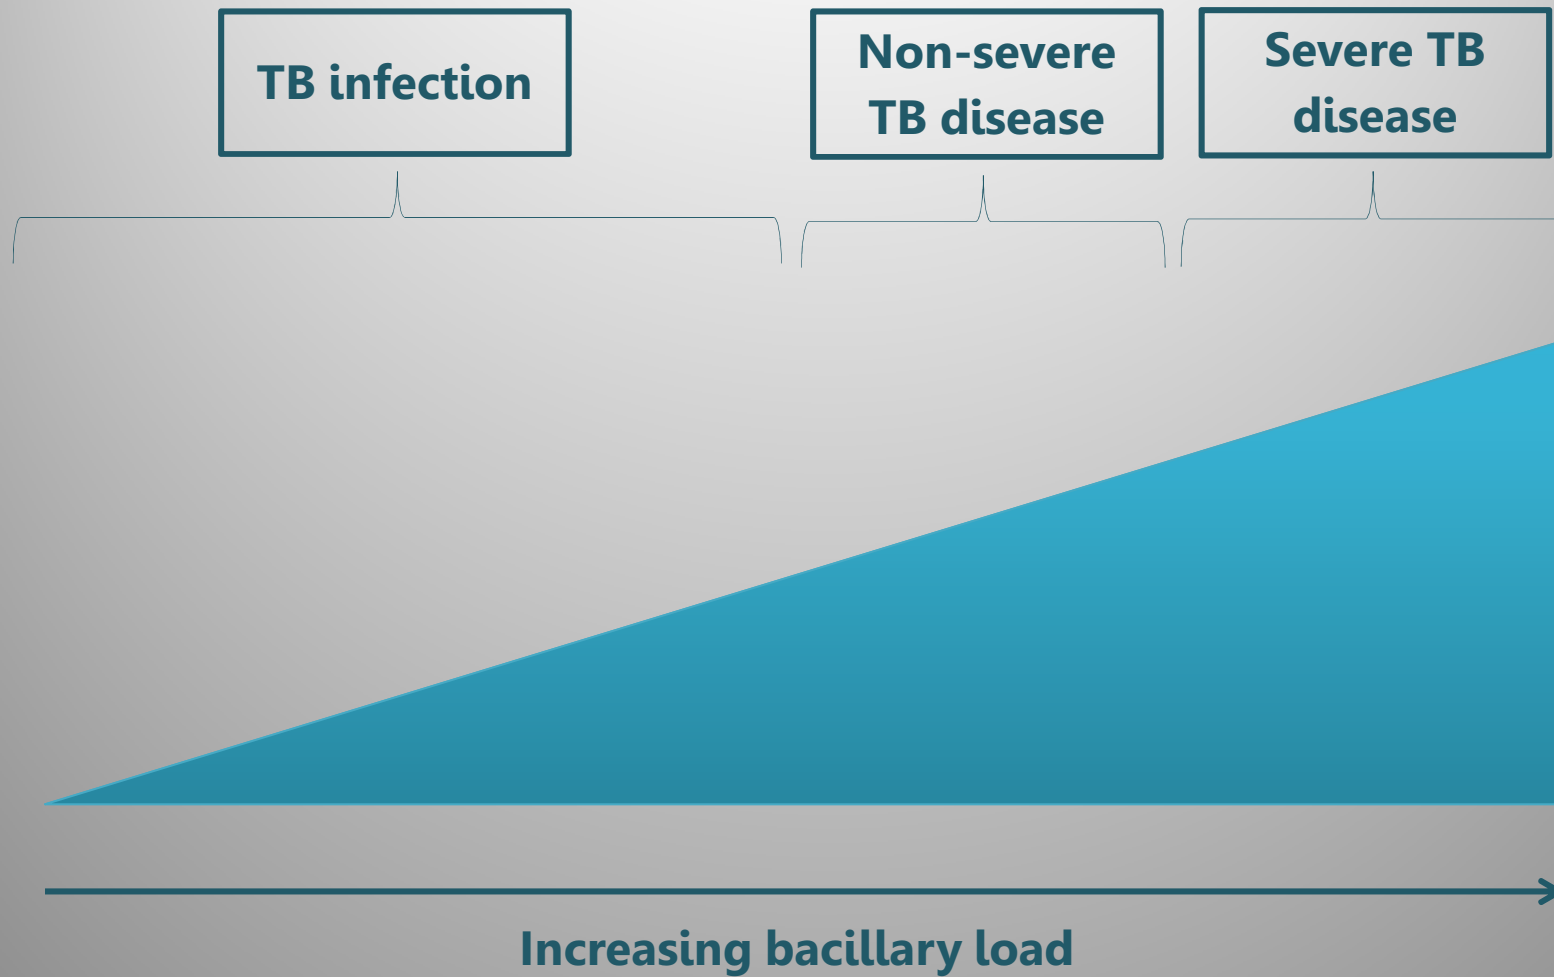 TB infection
Non-severe
TB disease
Severe TB
disease
Increasing bacillary load